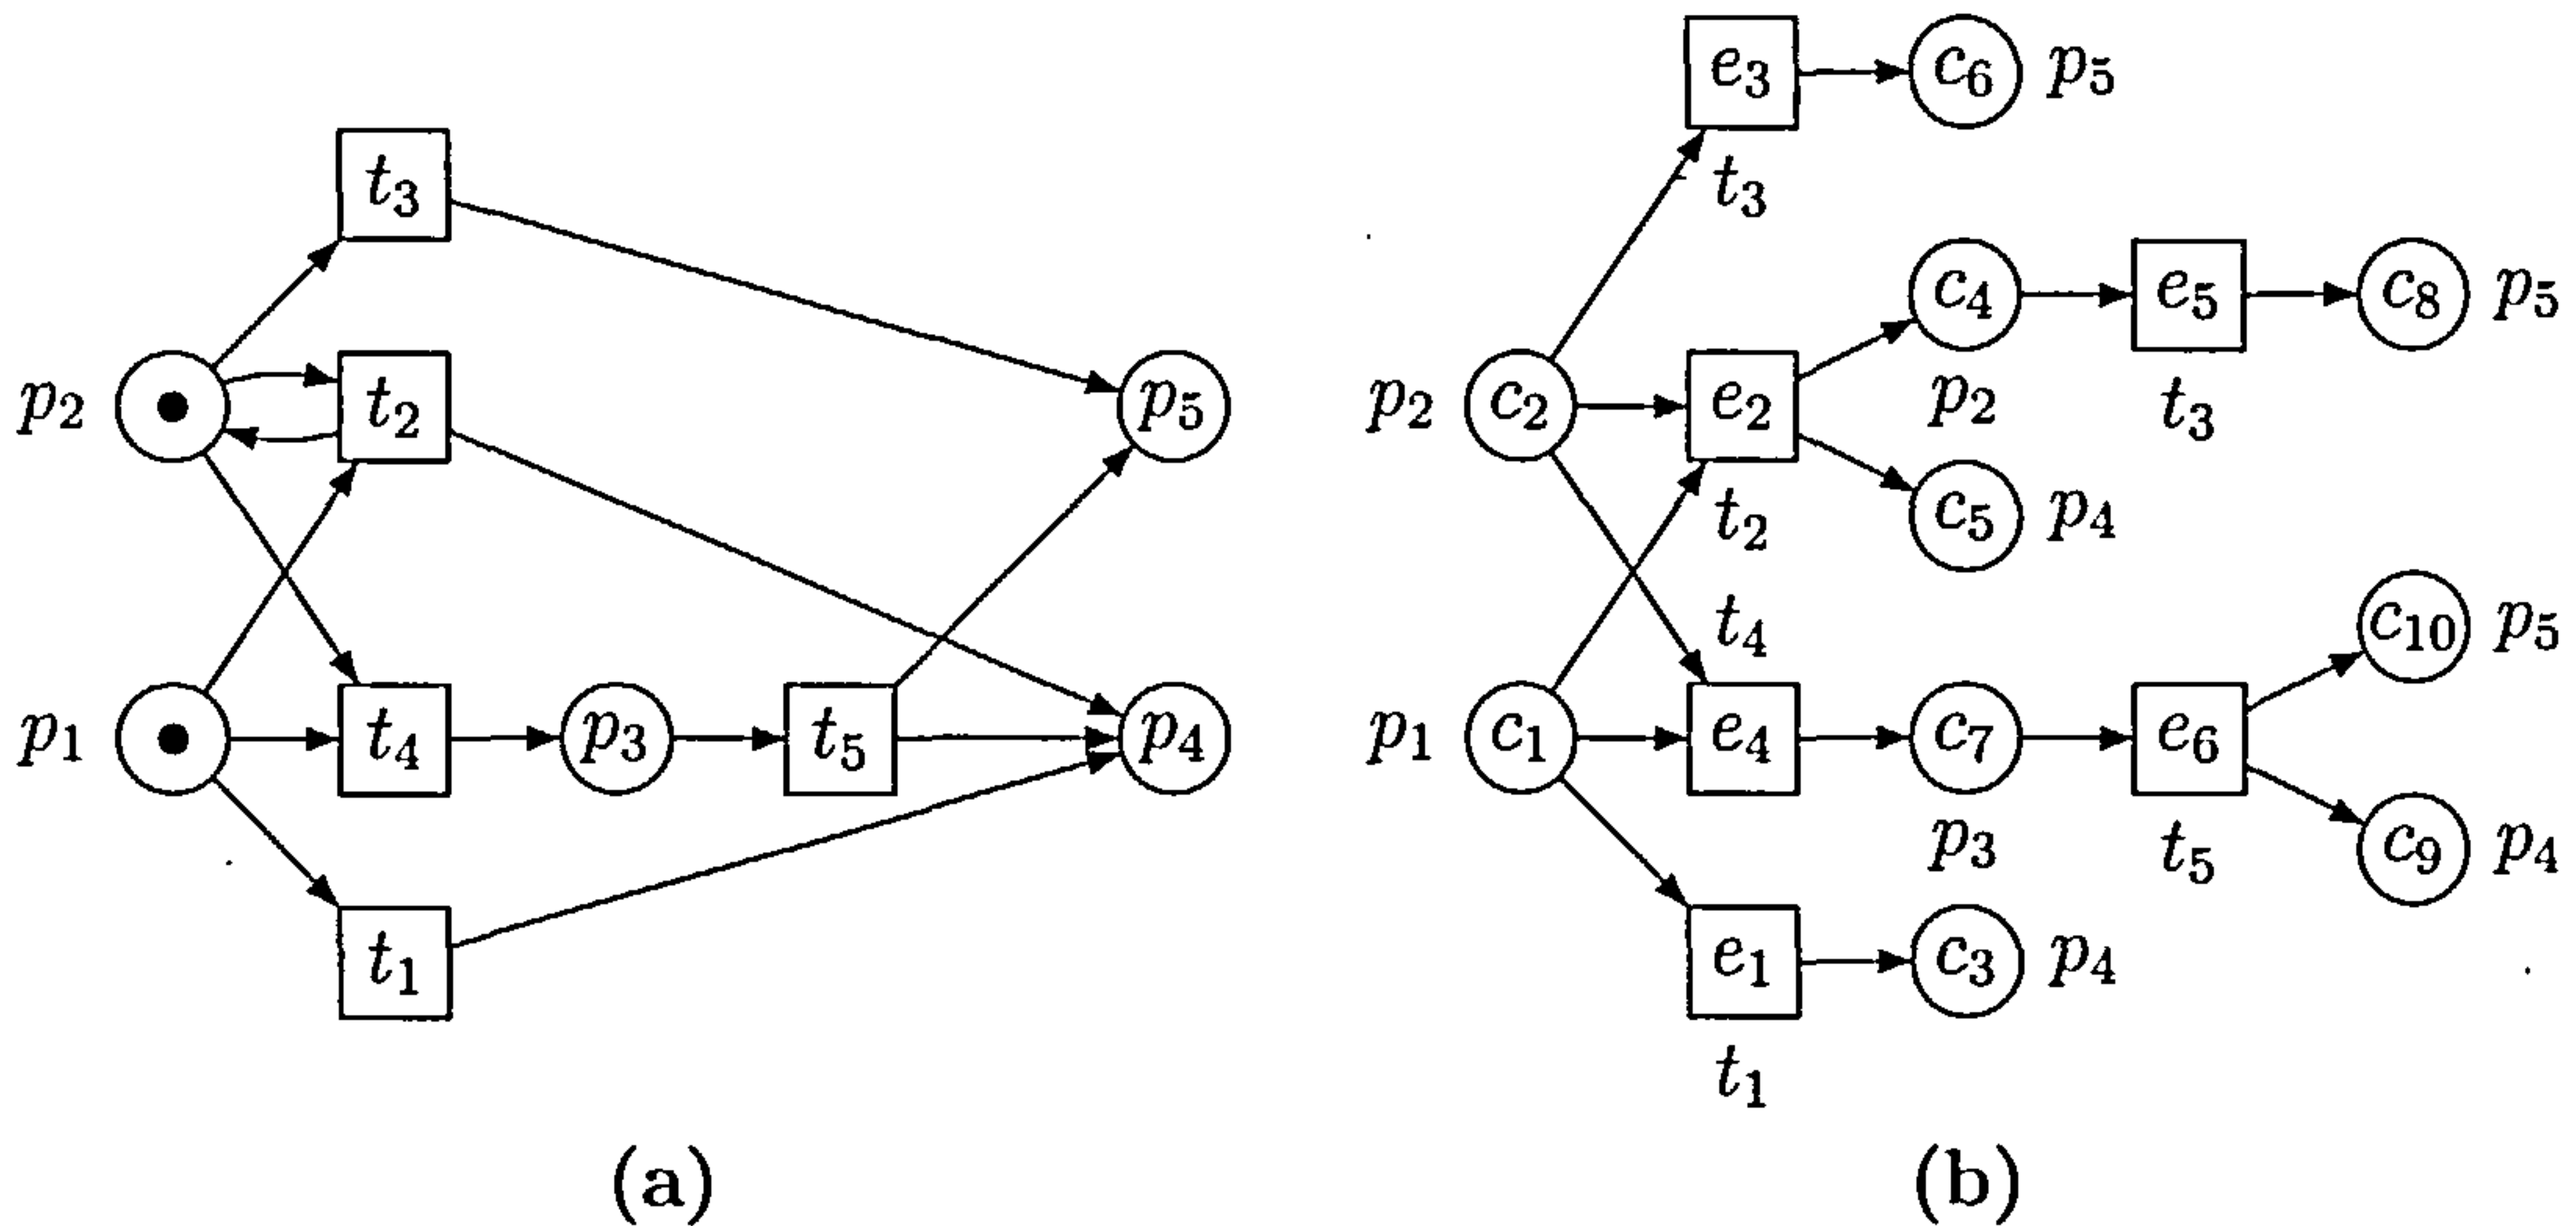 t₃
p₂ t₂ p₅
p₁ t₄ p₃ t₅ p₄
t₁
(a)
e₃ c₆ p₅
t₃
c₄ e₅ c₈ p₅
p₂ c₂ e₂ p₂ t₃
t₂ c₅ p₄
t₄ c₁₀ p₅
p₁ c₁ e₄ c₇ e₆
p₃ t₅ c₉ p₄
e₁ c₃ p₄
t₁
(b)